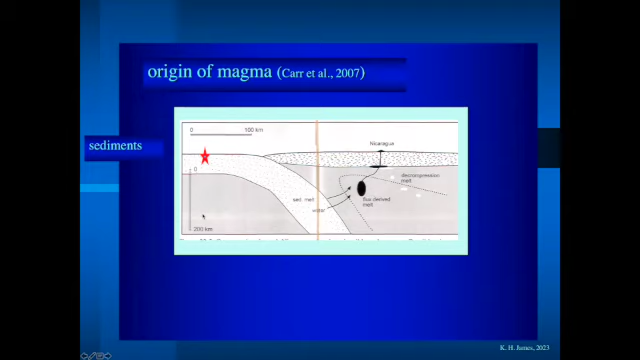 origin of magma (Carr et al., 2007)
sediments
0 100 km
Nicaragua
0
decompression
melt
sed. melt
flux derived
melt
water
200 km
K. H. James, 2023